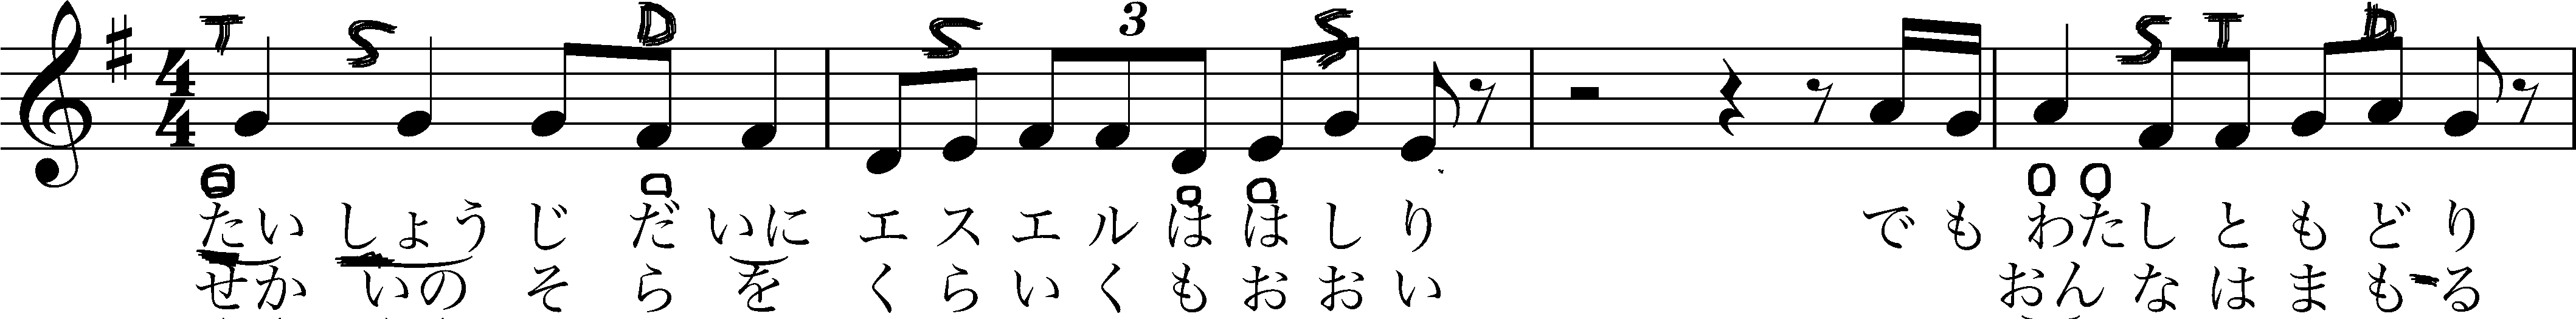 T S D S 3 S S T D
たい しょう じ だ いに エ ス エ ル は は し り で も わた し と も ど り
せか いの そ ら を く ら い く も お お い おん な は ま も る